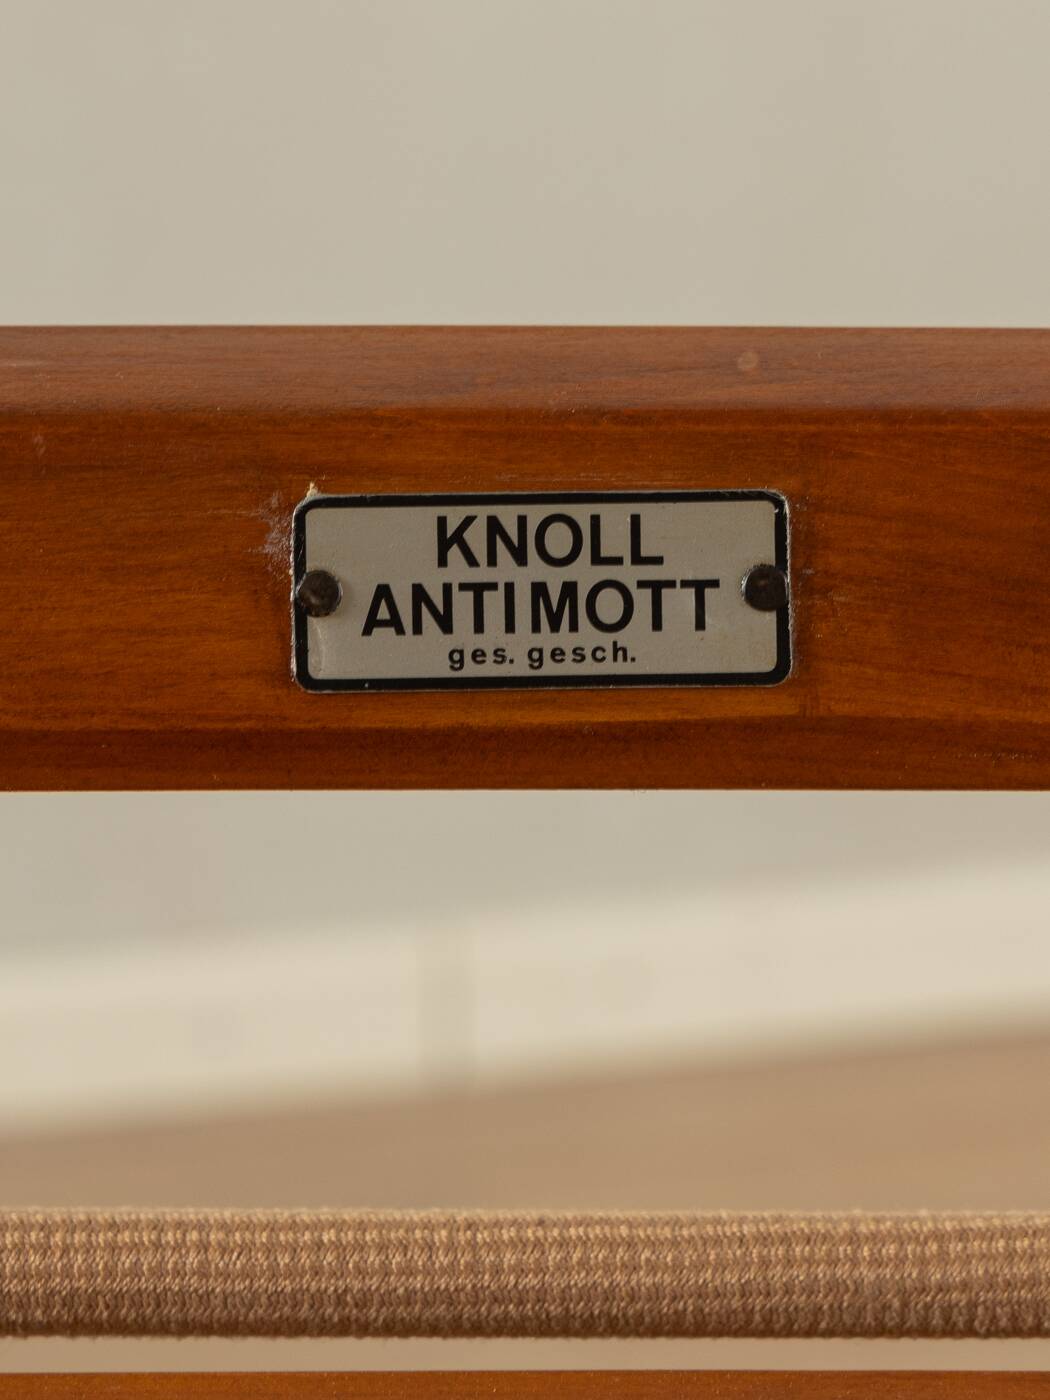 KNOLL
ANTIMOTT
ges. gesch.